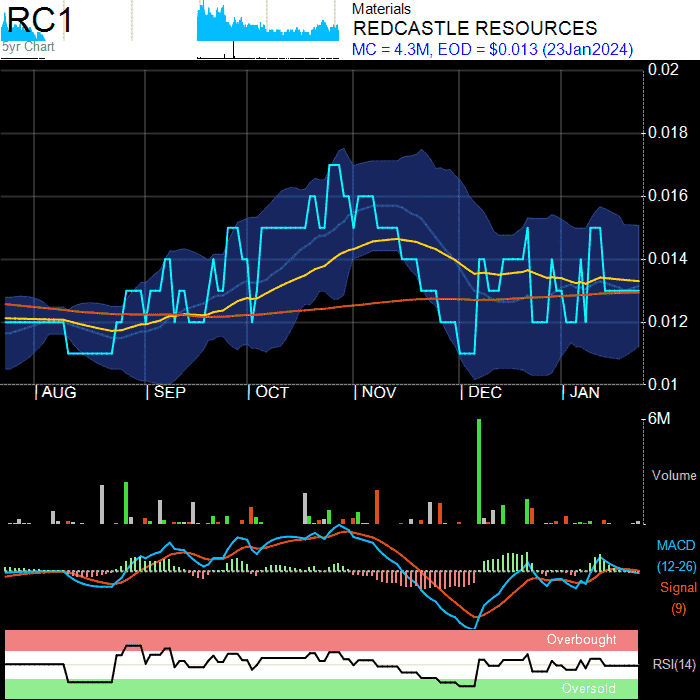 RC1
5yr Chart
Materials
REDCASTLE RESOURCES
MC = 4.3M, EOD = $0.013 (23Jan2024)
0.02
0.018
0.016
0.014
0.012
0.01
| AUG | SEP | OCT | NOV | DEC | JAN
6M
Volume
MACD
(12-26)
Signal
(9)
Overbought
RSI(14)
Oversold